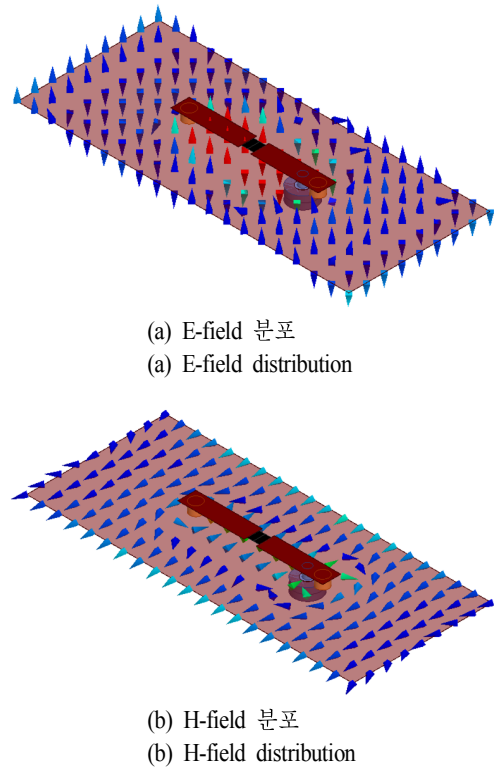 (a) E-field 분포
(a) E-field distribution
(b) H-field 분포
(b) H-field distribution